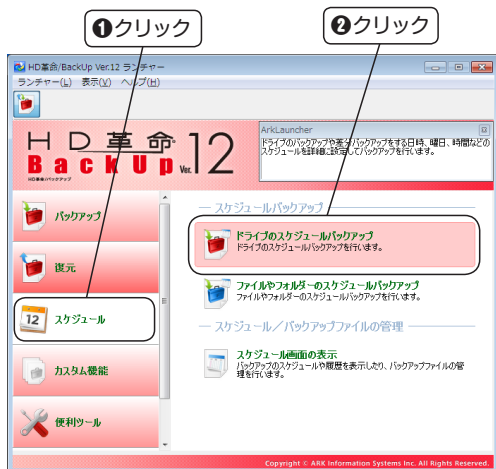 ❶クリック
❷クリック
HD革命/BackUp Ver.12 ランチャー
ランチャー(L) 表示(V) ヘルプ(H)
HD革命
BackUp Ver.12
HD革命/バックアップ
ArkLauncher
ドライブのバックアップや差分バックアップをする日時、曜日、時間などの
スケジュールを詳細に設定してバックアップを行います。
バックアップ
復元
12 スケジュール
カスタム機能
便利ツール
スケジュールバックアップ
ドライブのスケジュールバックアップ
ドライブのスケジュールバックアップを行います。
ファイルやフォルダーのスケジュールバックアップ
ファイルやフォルダーのスケジュールバックアップを行います。
スケジュール／バックアップファイルの管理
スケジュール画面の表示
バックアップのスケジュールや履歴を表示したり、バックアップファイルの管
理を行います。
Copyright © ARK Information Systems Inc. All Rights Reserved.